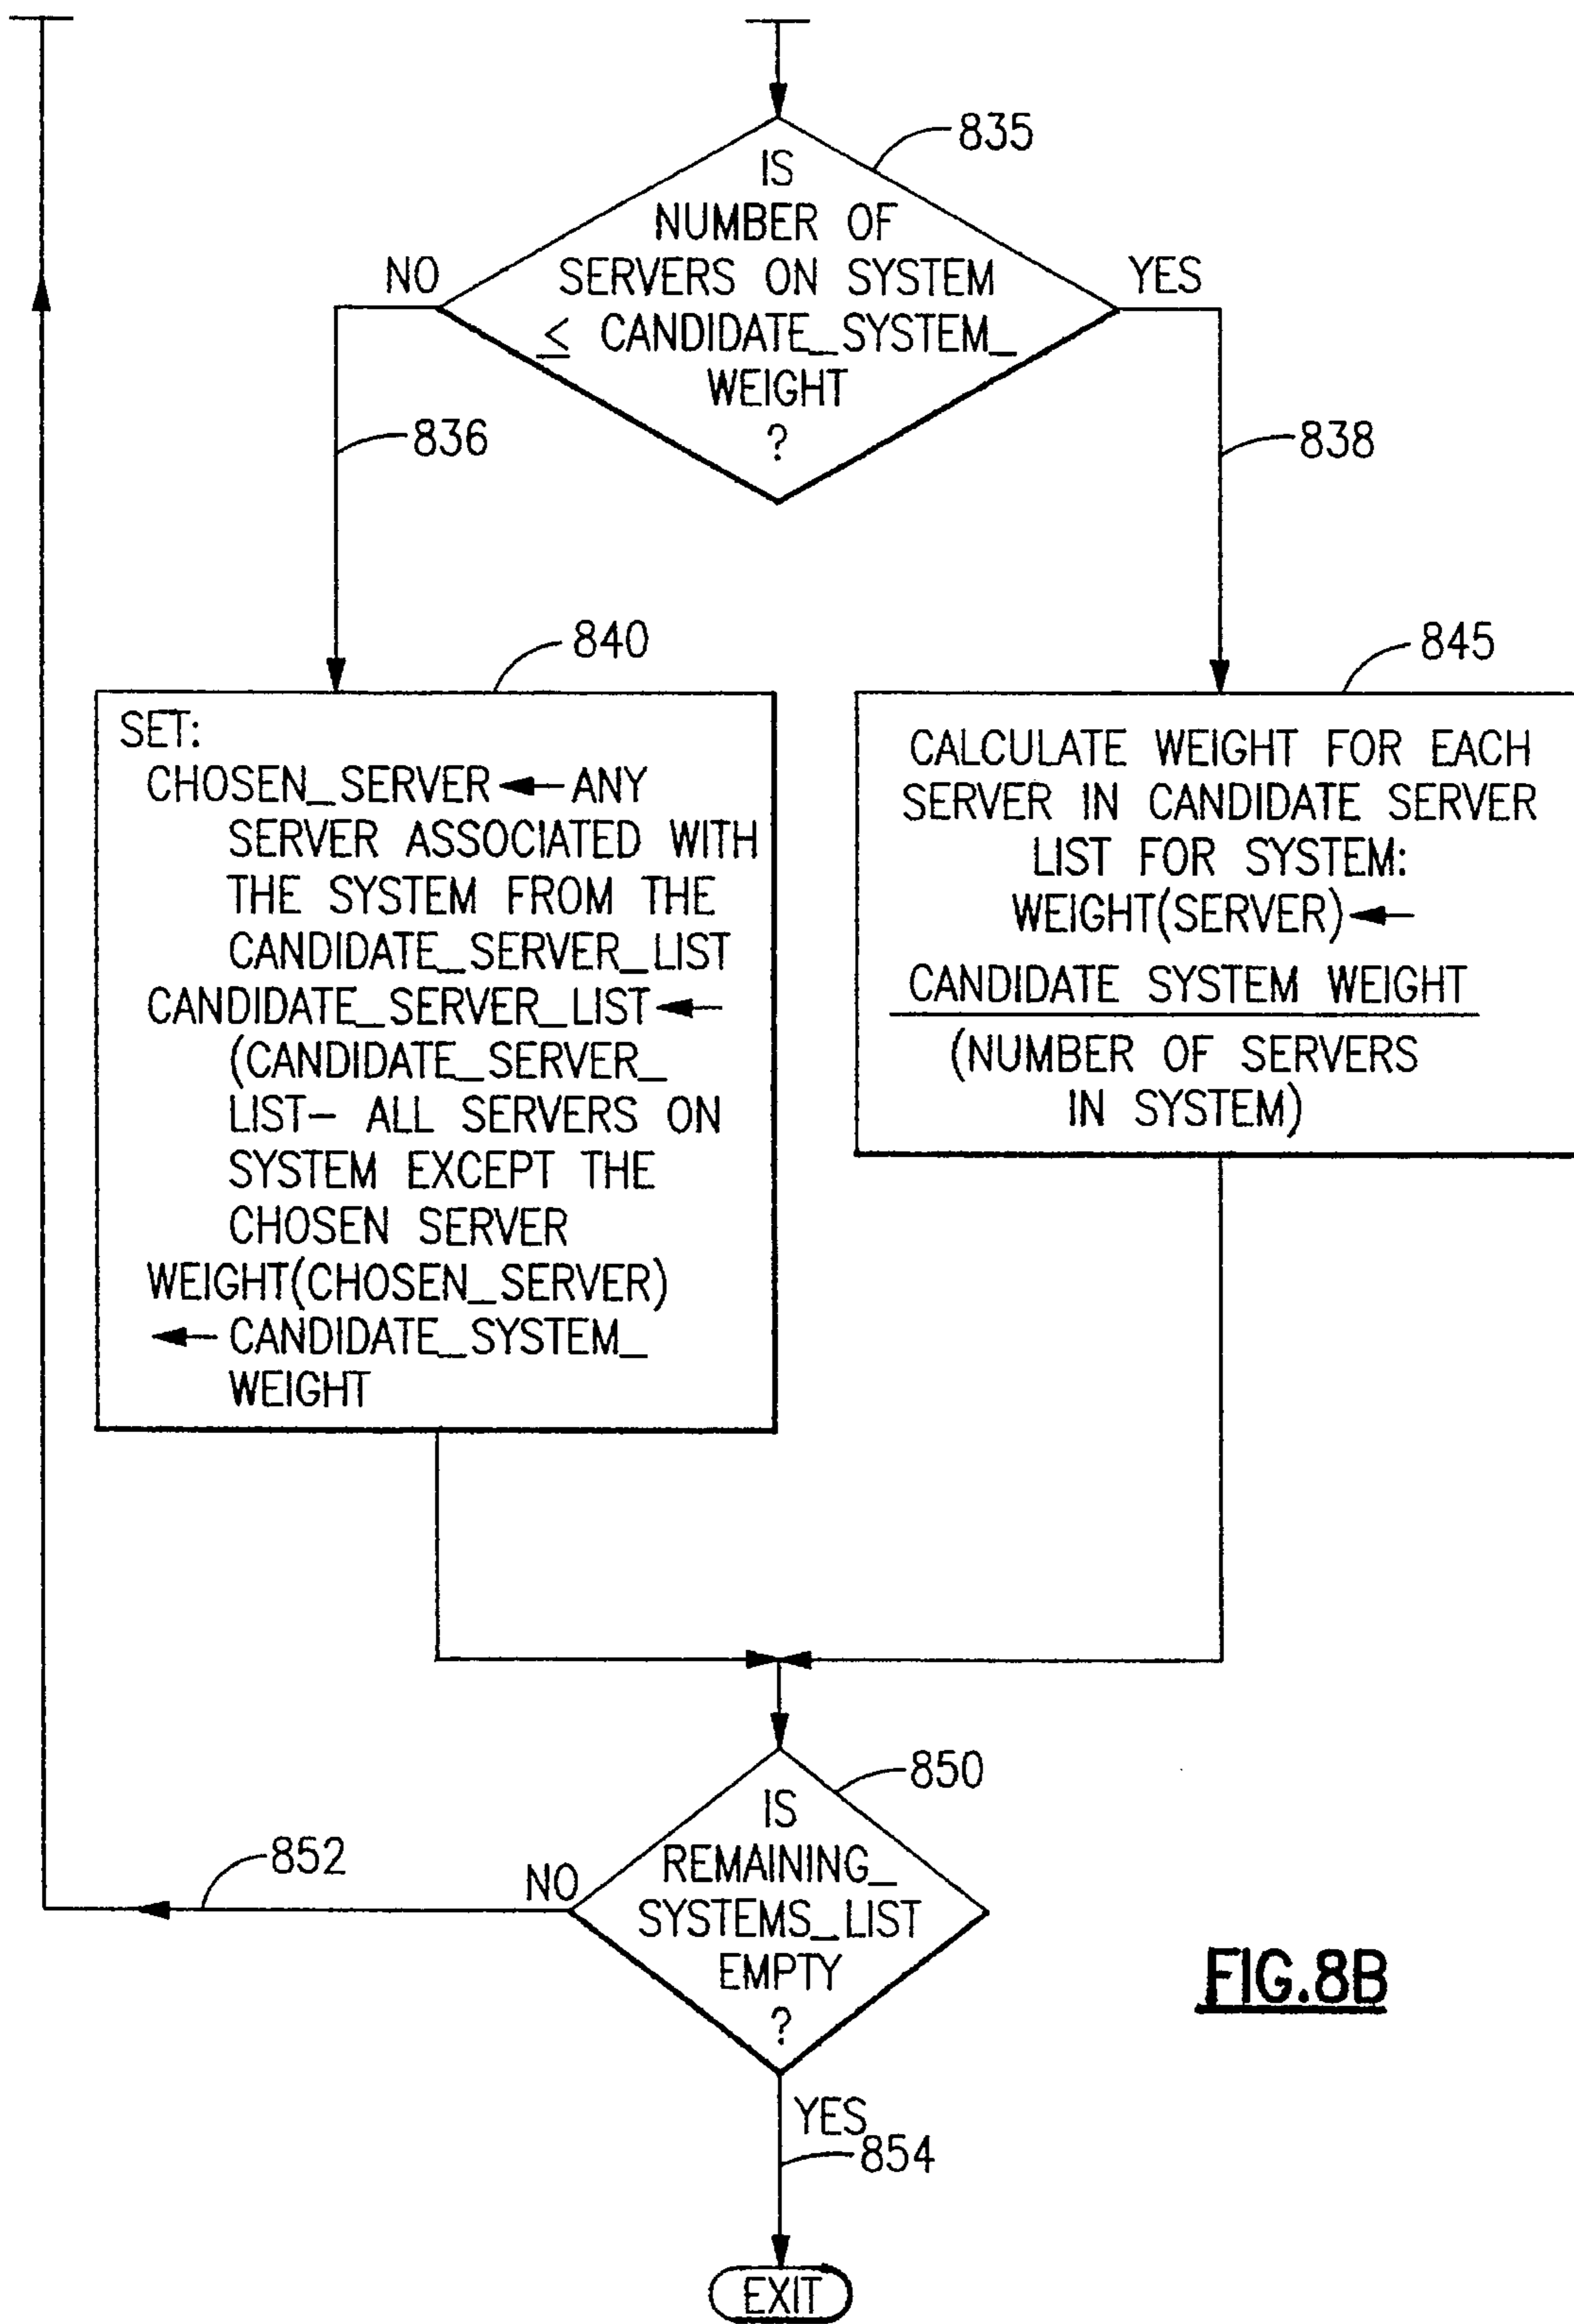 835
IS
NUMBER OF
SERVERS ON SYSTEM
≤ CANDIDATE_SYSTEM_
WEIGHT
?
NO
YES
836
838
840
SET:
CHOSEN_SERVER ← ANY
SERVER ASSOCIATED WITH
THE SYSTEM FROM THE
CANDIDATE_SERVER_LIST
CANDIDATE_SERVER_LIST ←
(CANDIDATE_SERVER_
LIST– ALL SERVERS ON
SYSTEM EXCEPT THE
CHOSEN SERVER
WEIGHT(CHOSEN_SERVER)
← CANDIDATE_SYSTEM_
WEIGHT
845
CALCULATE WEIGHT FOR EACH
SERVER IN CANDIDATE SERVER
LIST FOR SYSTEM:
WEIGHT(SERVER) ←
CANDIDATE SYSTEM WEIGHT
(NUMBER OF SERVERS
IN SYSTEM)
850
IS
REMAINING_
SYSTEMS_LIST
EMPTY
?
852
NO
YES
854
EXIT
FIG.8B